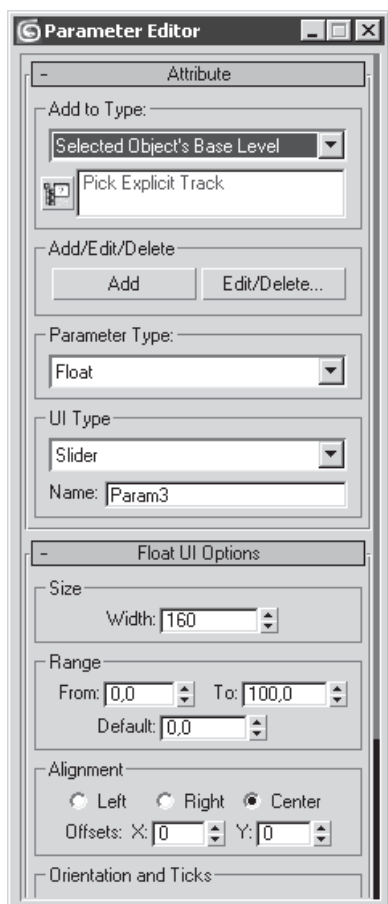 Parameter Editor
- Attribute
Add to Type:
Selected Object's Base Level
Pick Explicit Track
Add/Edit/Delete
Add Edit/Delete...
Parameter Type:
Float
UI Type
Slider
Name: Param3
- Float UI Options
Size
Width: 160
Range
From: 0,0 To: 100,0
Default: 0,0
Alignment
Left Right Center
Offsets: X: 0 Y: 0
Orientation and Ticks